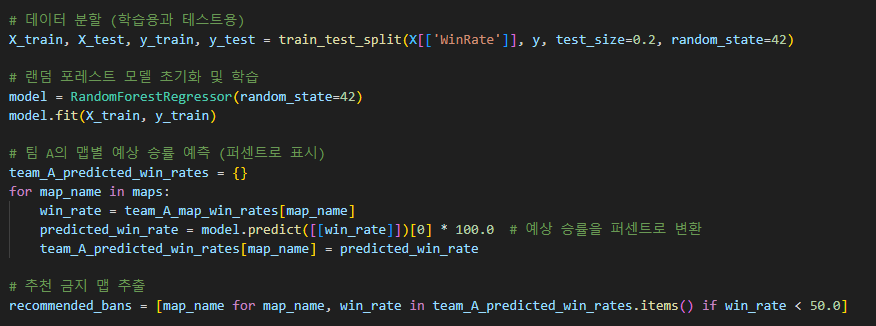 # 데이터 분할 (학습용과 테스트용)
X_train, X_test, y_train, y_test = train_test_split(X[['WinRate']], y, test_size=0.2, random_state=42)
# 랜덤 포레스트 모델 초기화 및 학습
model = RandomForestRegressor(random_state=42)
model.fit(X_train, y_train)
# 팀 A의 맵별 예상 승률 예측 (퍼센트로 표시)
team_A_predicted_win_rates = {}
for map_name in maps:
    win_rate = team_A_map_win_rates[map_name]
    predicted_win_rate = model.predict([[win_rate]])[0] * 100.0  # 예상 승률을 퍼센트로 변환
    team_A_predicted_win_rates[map_name] = predicted_win_rate
# 추천 금지 맵 추출
recommended_bans = [map_name for map_name, win_rate in team_A_predicted_win_rates.items() if win_rate < 50.0]